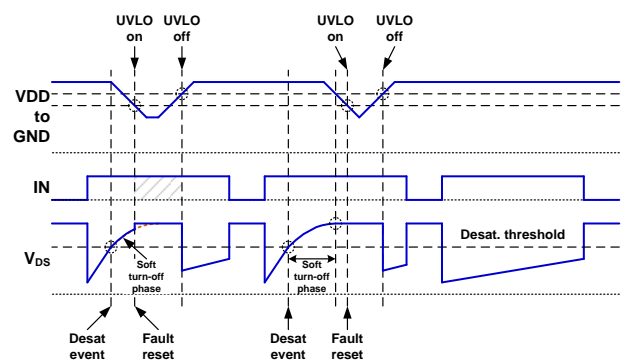 UVLO
on
UVLO
off
UVLO
on
UVLO
off
VDD
to
GND
IN
VDS
Soft
turn-off
phase
Soft
turn-off
phase
Desat. threshold
Desat
event
Fault
reset
Desat
event
Fault
reset